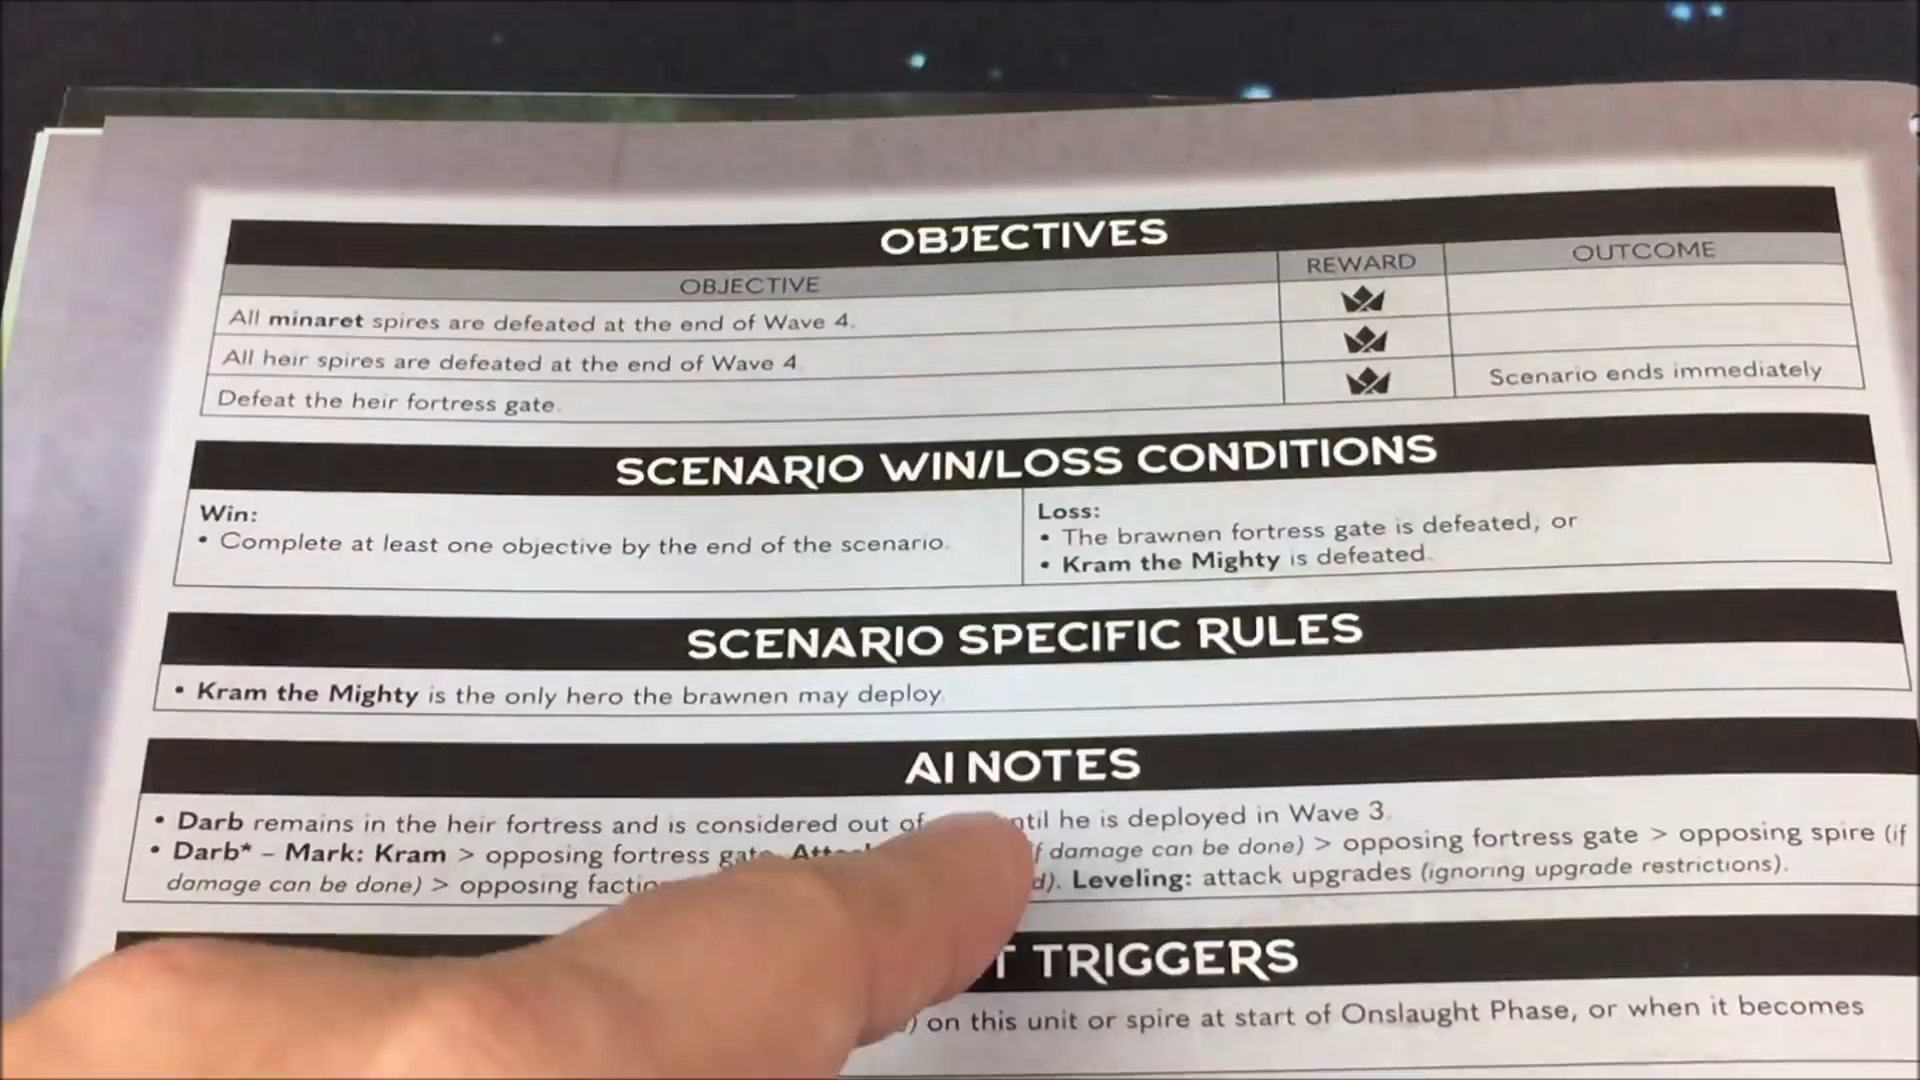 OBJECTIVES
OBJECTIVE REWARD OUTCOME
All minaret spires are defeated at the end of Wave 4.
All heir spires are defeated at the end of Wave 4
Defeat the heir fortress gate. Scenario ends immediately
SCENARIO WIN/LOSS CONDITIONS
Win:
• Complete at least one objective by the end of the scenario.
Loss:
• The brawnen fortress gate is defeated, or
• Kram the Mighty is defeated.
SCENARIO SPECIFIC RULES
• Kram the Mighty is the only hero the brawnen may deploy.
AI NOTES
• Darb remains in the heir fortress and is considered out of he is deployed in Wave 3.
• Darb* – Mark: Kram > opposing fortress damage can be done) > opposing fortress gate > opposing spire (if
damage can be done) > opposing Leveling: attack upgrades (ignoring upgrade restrictions).
TRIGGERS
on this unit or spire at start of Onslaught Phase, or when it becomes